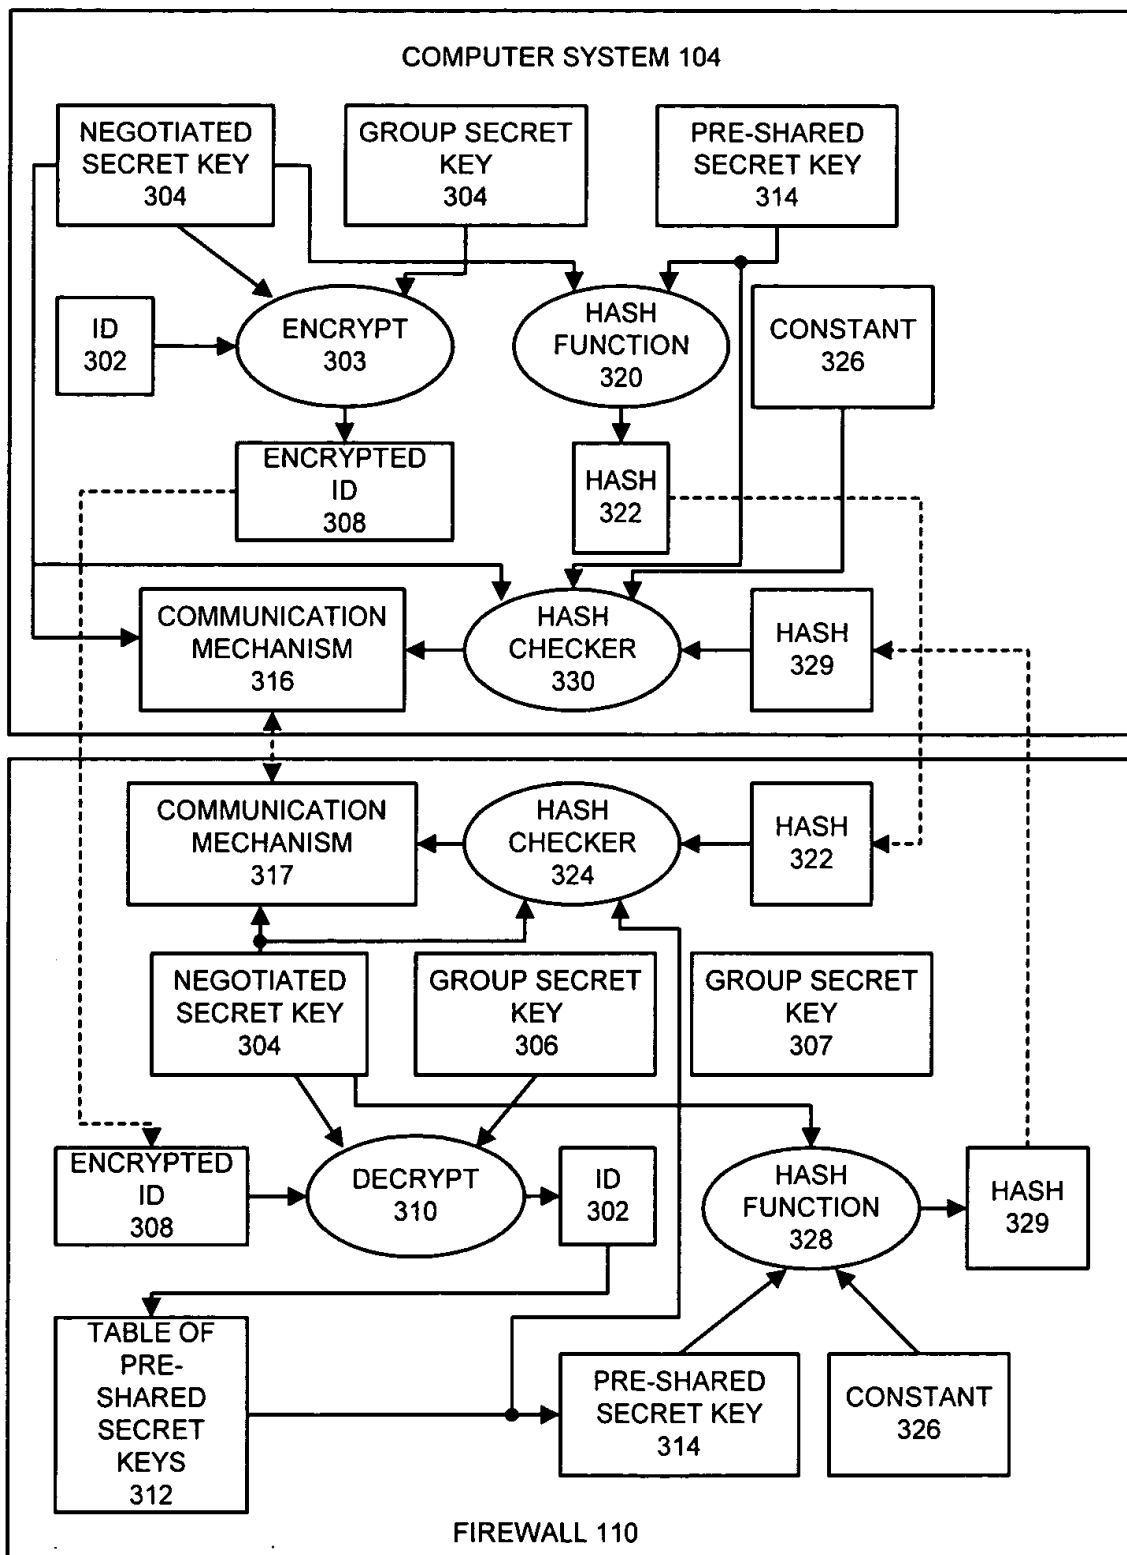 COMPUTER SYSTEM 104
NEGOTIATED
SECRET KEY
304
GROUP SECRET
KEY
304
PRE-SHARED
SECRET KEY
314
ID
302
ENCRYPT
303
HASH
FUNCTION
320
CONSTANT
326
ENCRYPTED
ID
308
HASH
322
COMMUNICATION
MECHANISM
316
HASH
CHECKER
330
HASH
329
COMMUNICATION
MECHANISM
317
HASH
CHECKER
324
HASH
322
NEGOTIATED
SECRET KEY
304
GROUP SECRET
KEY
306
GROUP SECRET
KEY
307
ENCRYPTED
ID
308
DECRYPT
310
ID
302
HASH
FUNCTION
328
HASH
329
TABLE OF
PRE-
SHARED
SECRET
KEYS
312
PRE-SHARED
SECRET KEY
314
CONSTANT
326
FIREWALL 110